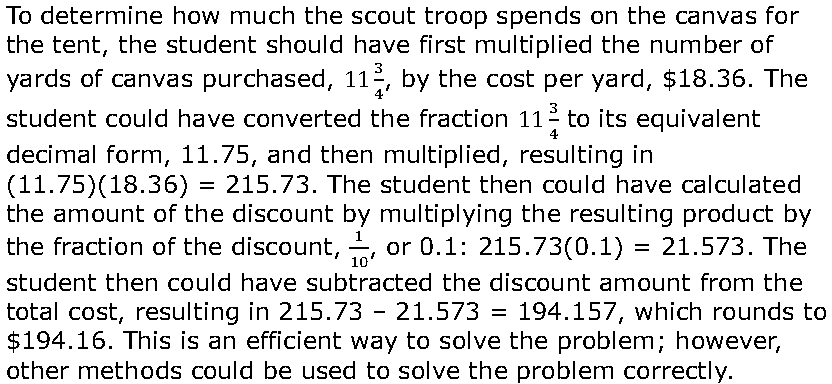 To determine how much the scout troop spends on the canvas for
the tent, the student should have first multiplied the number of
yards of canvas purchased, 11 3/4, by the cost per yard, $18.36. The
student could have converted the fraction 11 3/4 to its equivalent
decimal form, 11.75, and then multiplied, resulting in
(11.75)(18.36) = 215.73. The student then could have calculated
the amount of the discount by multiplying the resulting product by
the fraction of the discount, 1/10, or 0.1: 215.73(0.1) = 21.573. The
student then could have subtracted the discount amount from the
total cost, resulting in 215.73 – 21.573 = 194.157, which rounds to
$194.16. This is an efficient way to solve the problem; however,
other methods could be used to solve the problem correctly.